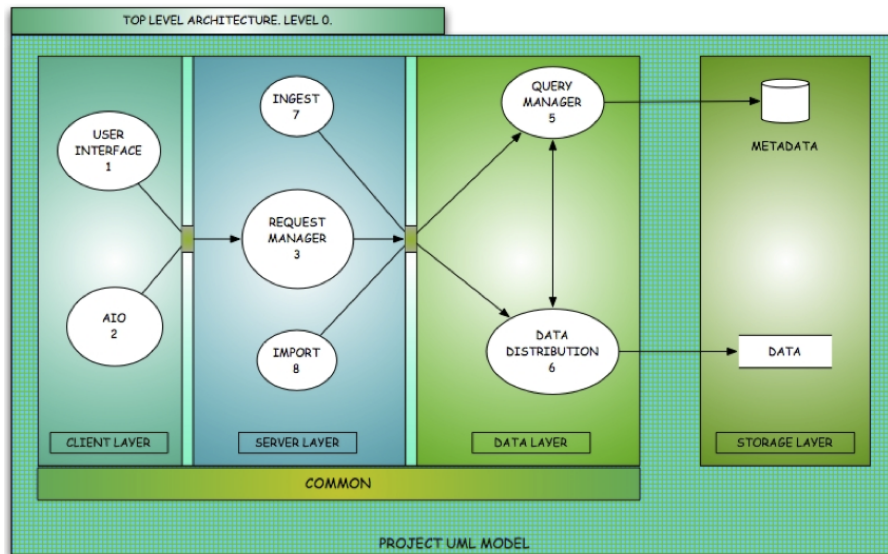 TOP LEVEL ARCHITECTURE. LEVEL 0.
USER
INTERFACE
1
AIO
2
CLIENT LAYER
INGEST
7
REQUEST
MANAGER
3
IMPORT
8
SERVER LAYER
QUERY
MANAGER
5
DATA
DISTRIBUTION
6
DATA LAYER
METADATA
DATA
STORAGE LAYER
COMMON
PROJECT UML MODEL